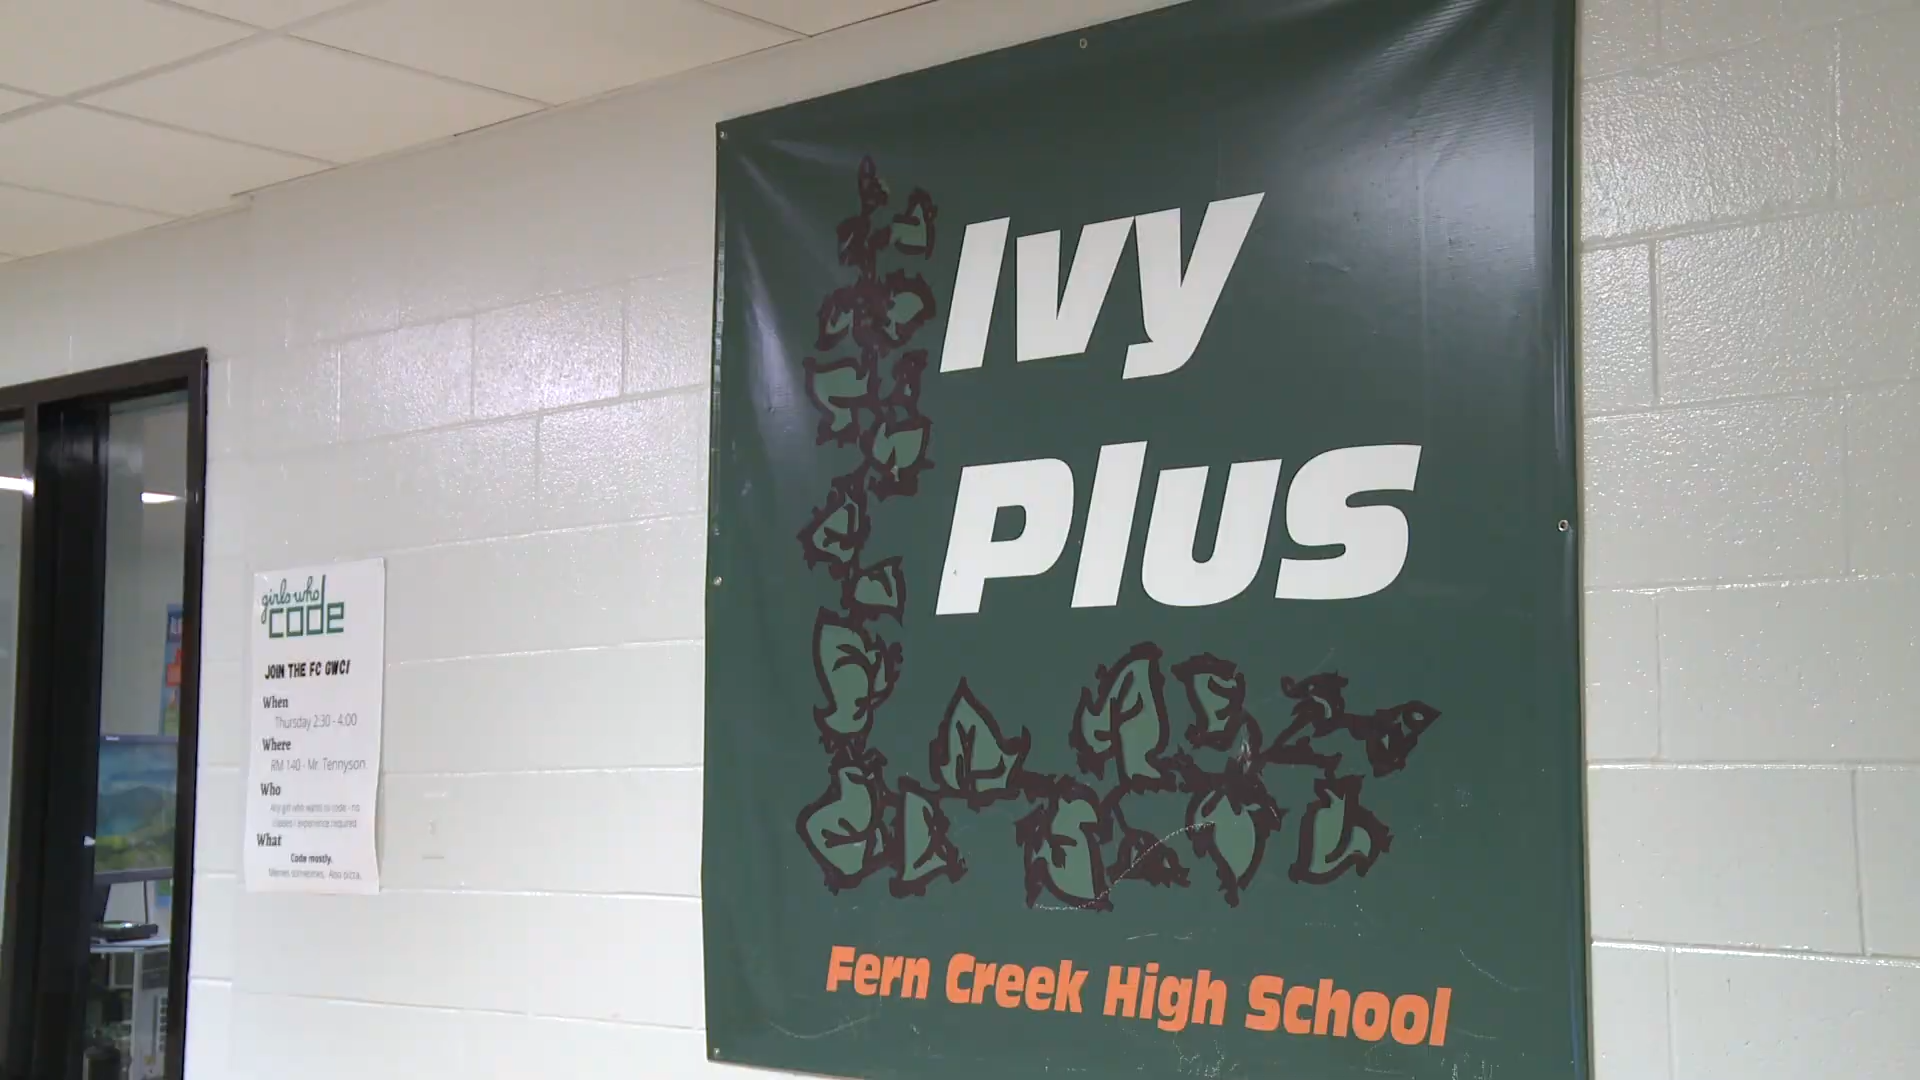 girls who
code
JOIN THE FC GWC!
When
Thursday 2:30 - 4:00
Where
RM 140 - Mr. Tennyson
Who
Any girl who wants to code - no
classes / experience required
What
Code mostly.
Memes sometimes. Also pizza.
Ivy
Plus
Fern Creek High School